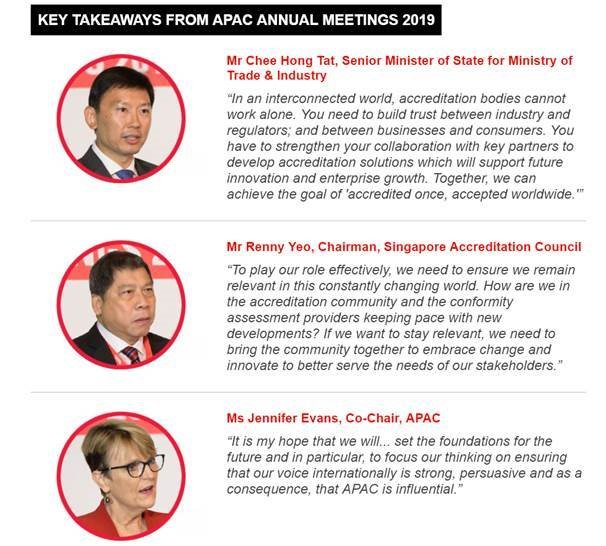 KEY TAKEAWAYS FROM APAC ANNUAL MEETINGS 2019
Mr Chee Hong Tat, Senior Minister of State for Ministry of
Trade & Industry
“In an interconnected world, accreditation bodies cannot
work alone. You need to build trust between industry and
regulators; and between businesses and consumers. You
have to strengthen your collaboration with key partners to
develop accreditation solutions which will support future
innovation and enterprise growth. Together, we can
achieve the goal of 'accredited once, accepted worldwide.'”
Mr Renny Yeo, Chairman, Singapore Accreditation Council
“To play our role effectively, we need to ensure we remain
relevant in this constantly changing world. How are we in
the accreditation community and the conformity
assessment providers keeping pace with new
developments? If we want to stay relevant, we need to
bring the community together to embrace change and
innovate to better serve the needs of our stakeholders.”
Ms Jennifer Evans, Co-Chair, APAC
“It is my hope that we will... set the foundations for the
future and in particular, to focus our thinking on ensuring
that our voice internationally is strong, persuasive and as a
consequence, that APAC is influential.”